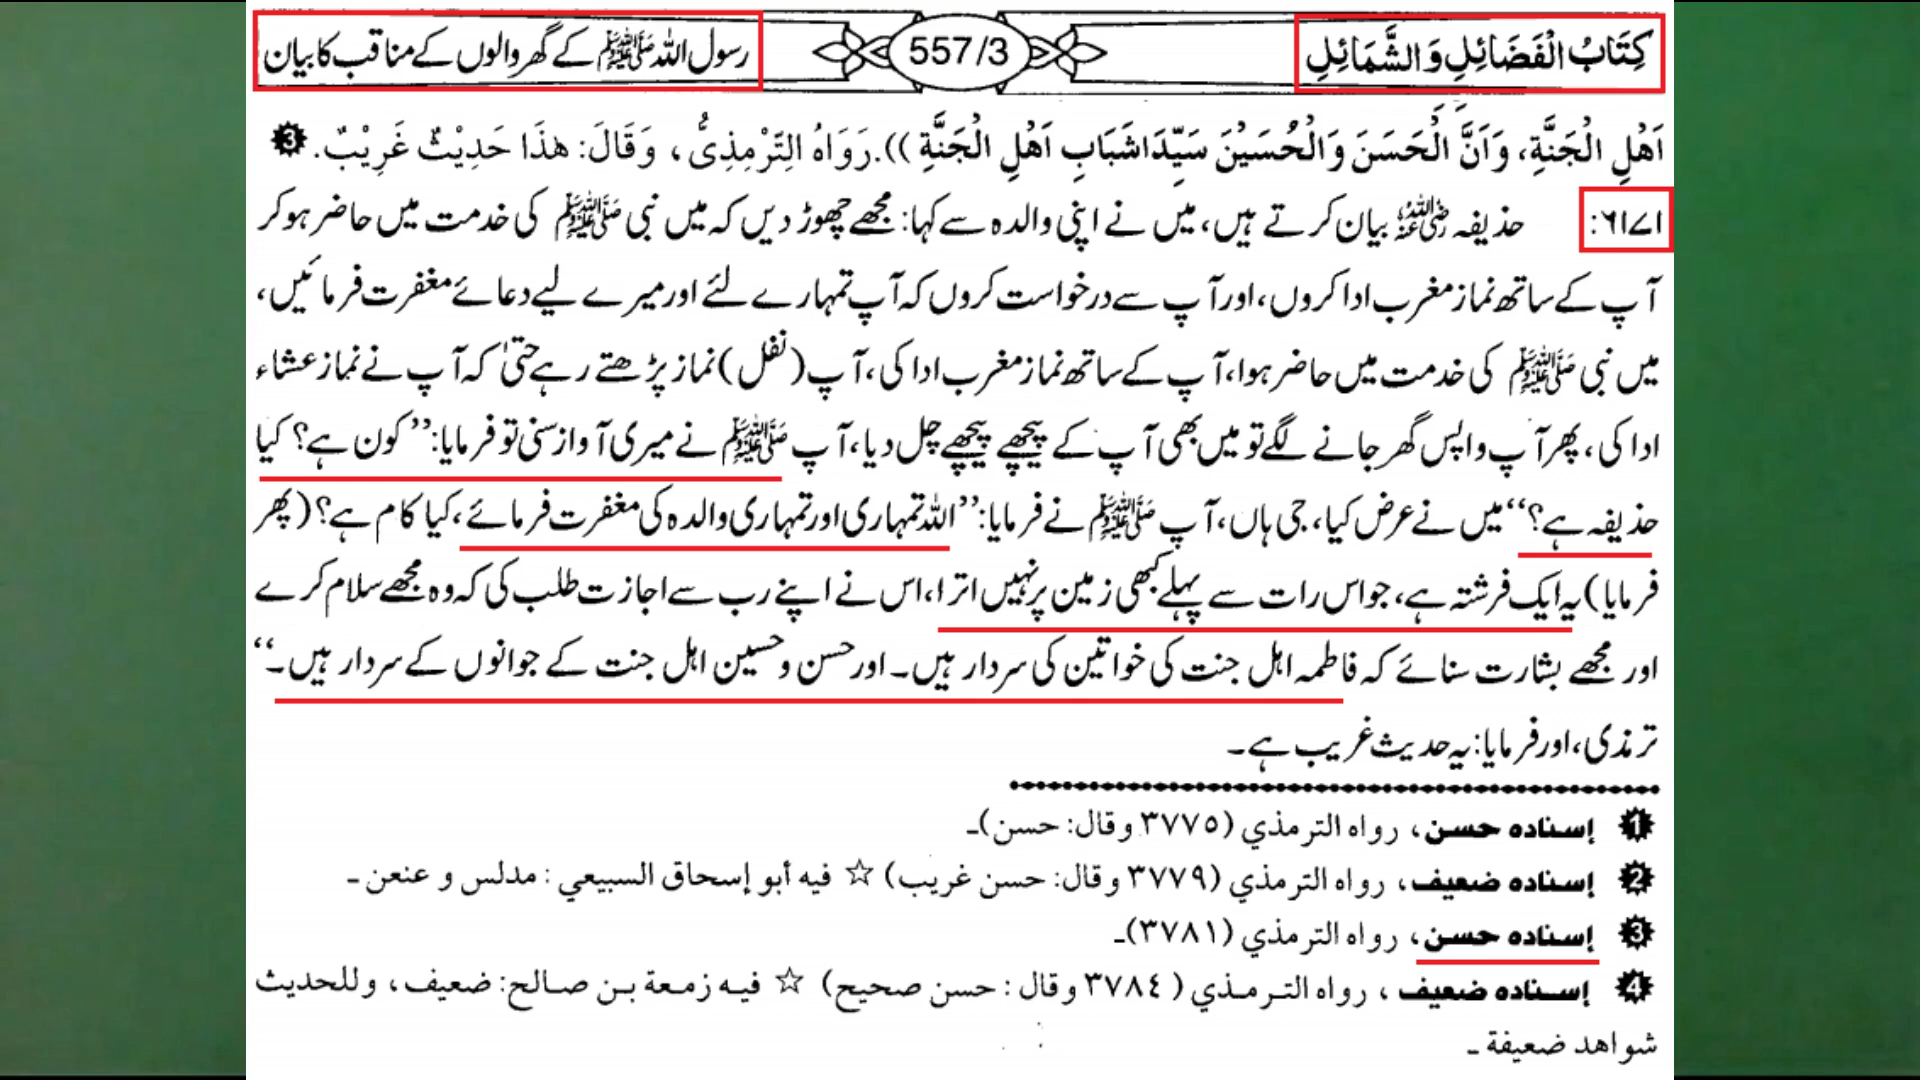 كِتَابُ الْفَضَائِلِ وَالشَّمَائِلِ
557/3
رسول اللہ ﷺ کے گھر والوں کے مناقب کا بیان
اَهْلِ الْجَنَّةِ، وَاَنَّ الْحَسَنَ وَالْحُسَيْنَ سَيِّدَاشَبَابِ اَهْلِ الْجَنَّةِ)). رَوَاهُ التِّرْمِذِىُّ، وَقَالَ: هٰذَا حَدِيْثٌ غَرِيْبٌ. 3
۶۱۷۱: حذیفہ رضی اللہ عنہ بیان کرتے ہیں، میں نے اپنی والدہ سے کہا: مجھے چھوڑ دیں کہ میں نبی ﷺ کی خدمت میں حاضر ہو کر
آپ کے ساتھ نماز مغرب ادا کروں، اور آپ سے درخواست کروں کہ آپ تمہارے لئے اور میرے لیے دعائے مغفرت فرمائیں،
میں نبی ﷺ کی خدمت میں حاضر ہوا، آپ کے ساتھ نماز مغرب ادا کی، آپ (نفل) نماز پڑھتے رہے حتیٰ کہ آپ نے نماز عشاء
ادا کی، پھر آپ واپس گھر جانے لگے تو میں بھی آپ کے پیچھے پیچھے چل دیا، آپ ﷺ نے میری آواز سنی تو فرمایا: ’’کون ہے؟ کیا
حذیفہ ہے؟‘‘ میں نے عرض کیا، جی ہاں، آپ ﷺ نے فرمایا: ’’اللہ تمہاری اور تمہاری والدہ کی مغفرت فرمائے، کیا کام ہے؟ (پھر
فرمایا) یہ ایک فرشتہ ہے، جو اس رات سے پہلے کبھی زمین پر نہیں اترا، اس نے اپنے رب سے اجازت طلب کی کہ وہ مجھے سلام کرے
اور مجھے بشارت سنائے کہ فاطمہ اہل جنت کی خواتین کی سردار ہیں۔ اور حسن و حسین اہل جنت کے جوانوں کے سردار ہیں۔‘‘
ترمذی، اور فرمایا: یہ حدیث غریب ہے۔
1 إسناده حسن، رواه الترمذي (٣٧٧٥ وقال: حسن)۔
2 إسناده ضعيف، رواه الترمذي (٣٧٧٩ وقال: حسن غريب) ☆ فيه أبو إسحاق السبيعي: مدلس و عنعن۔
3 إسناده حسن، رواه الترمذي (٣٧٨١)۔
4 إسناده ضعيف، رواه الترمذي (٣٧٨٤ وقال: حسن صحيح) ☆ فيه زمعة بن صالح: ضعيف، وللحديث
شواهد ضعيفة۔